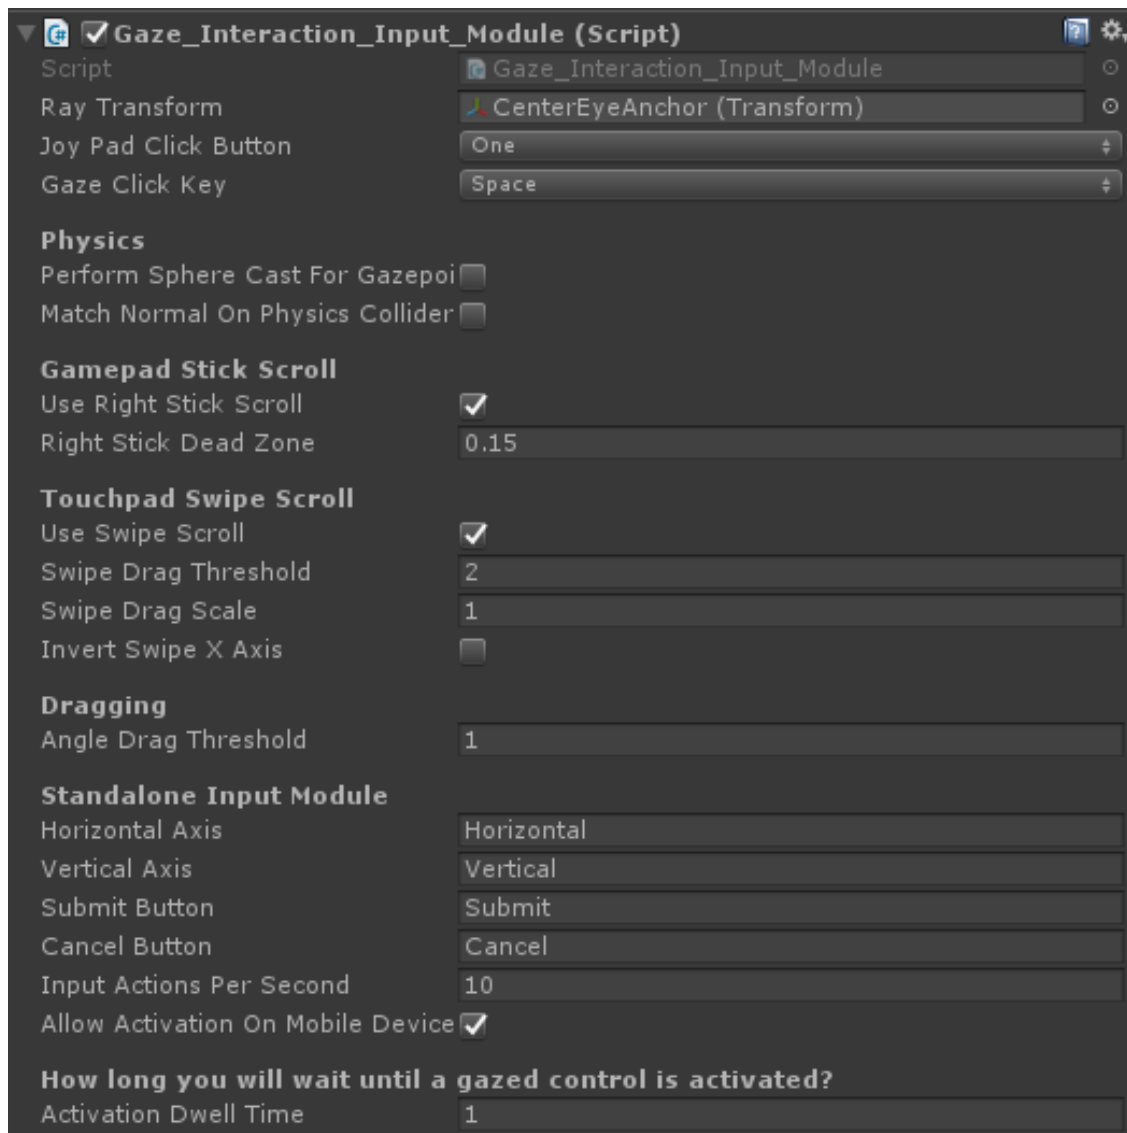 Gaze_Interaction_Input_Module (Script)
Script Gaze_Interaction_Input_Module
Ray Transform CenterEyeAnchor (Transform)
Joy Pad Click Button One
Gaze Click Key Space
Physics
Perform Sphere Cast For Gazepoi
Match Normal On Physics Collider
Gamepad Stick Scroll
Use Right Stick Scroll
Right Stick Dead Zone 0.15
Touchpad Swipe Scroll
Use Swipe Scroll
Swipe Drag Threshold 2
Swipe Drag Scale 1
Invert Swipe X Axis
Dragging
Angle Drag Threshold 1
Standalone Input Module
Horizontal Axis Horizontal
Vertical Axis Vertical
Submit Button Submit
Cancel Button Cancel
Input Actions Per Second 10
Allow Activation On Mobile Device
How long you will wait until a gazed control is activated?
Activation Dwell Time 1